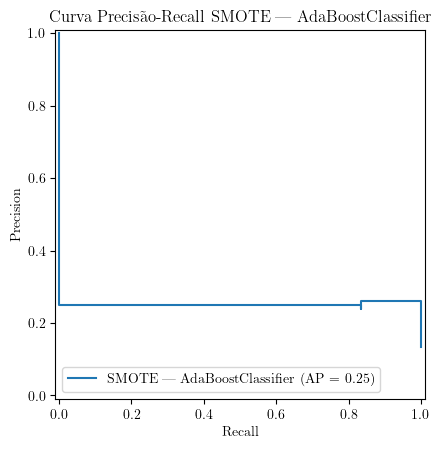 Curva Precisão-Recall SMOTE — AdaBoostClassifier
1.0
0.8
0.6
0.4
0.2
0.0
Precision
SMOTE — AdaBoostClassifier (AP = 0.25)
0.0 0.2 0.4 0.6 0.8 1.0
Recall